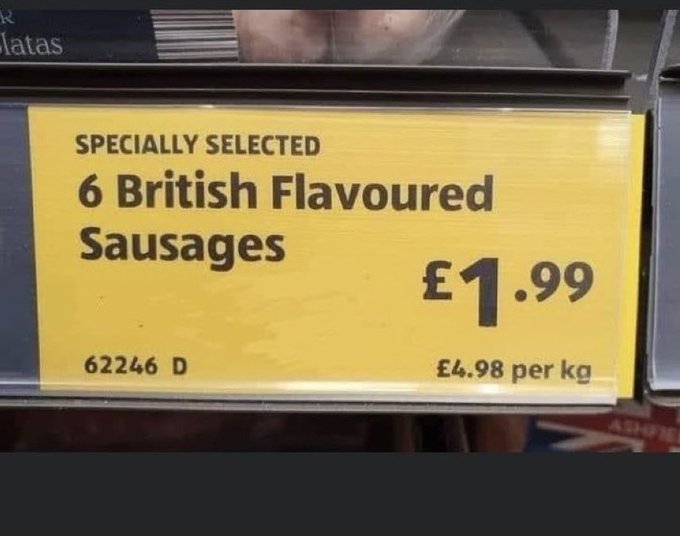 latas
SPECIALLY SELECTED
6 British Flavoured
Sausages
£1.99
62246 D
£4.98 per kg